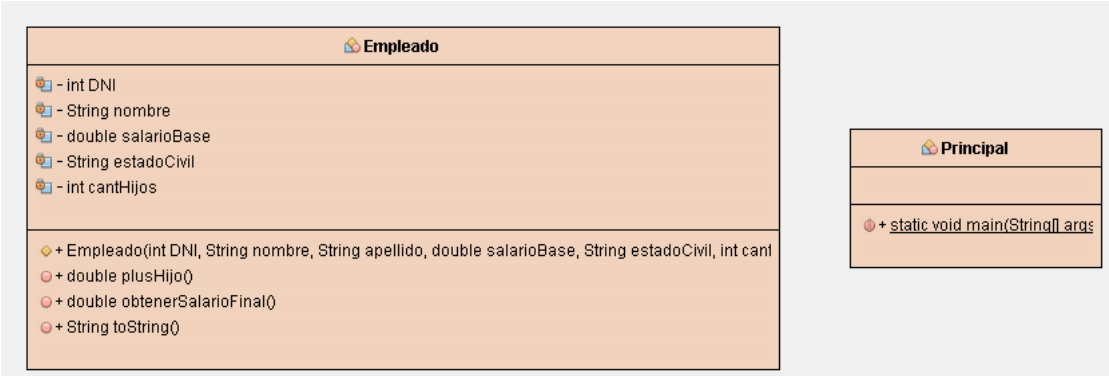 Empleado
- int DNI
- String nombre
- double salarioBase
- String estadoCivil
- int cantHijos
+ Empleado(int DNI, String nombre, String apellido, double salarioBase, String estadoCivil, int cant
+ double plusHijo()
+ double obtenerSalarioFinal()
+ String toString()
Principal
+ static void main(String[] args